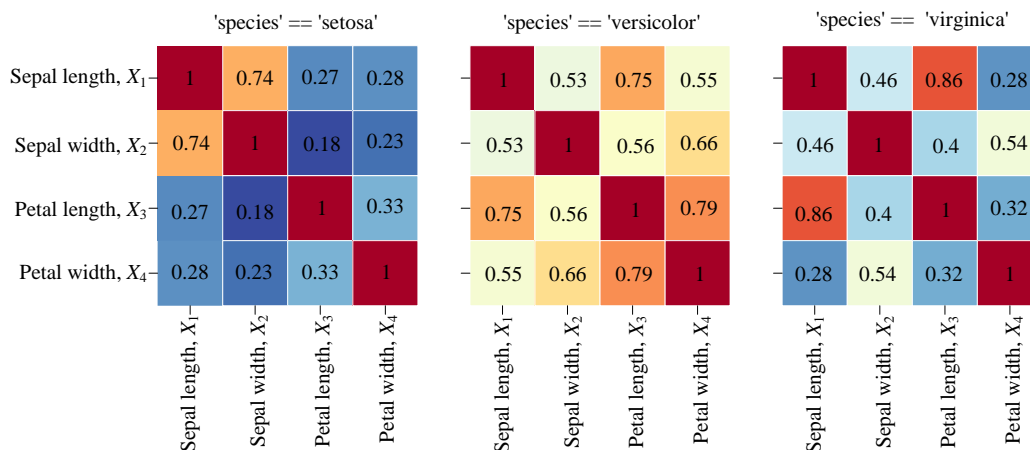 'species' == 'setosa' 'species' == 'versicolor' 'species' == 'virginica'
Sepal length, X1 1 0.74 0.27 0.28 1 0.53 0.75 0.55 1 0.46 0.86 0.28
Sepal width, X2 0.74 1 0.18 0.23 0.53 1 0.56 0.66 0.46 1 0.4 0.54
Petal length, X3 0.27 0.18 1 0.33 0.75 0.56 1 0.79 0.86 0.4 1 0.32
Petal width, X4 0.28 0.23 0.33 1 0.55 0.66 0.79 1 0.28 0.54 0.32 1
Sepal length, X1
Sepal width, X2
Petal length, X3
Petal width, X4
Sepal length, X1
Sepal width, X2
Petal length, X3
Petal width, X4
Sepal length, X1
Sepal width, X2
Petal length, X3
Petal width, X4